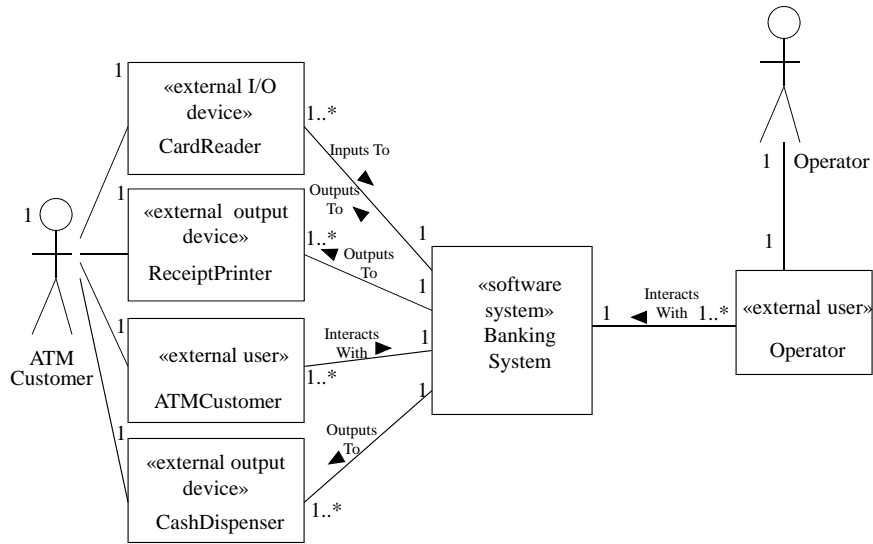 1
«external I/O
device»
CardReader
1..*
Inputs To
Outputs
To
1
1
1
«external output
device»
ReceiptPrinter
1..*
Outputs
To
1
ATM
Customer
«external user»
ATMCustomer
Interacts
With
1..*
1
1
«external output
device»
CashDispenser
Outputs
To
1..*
1
«software
system»
Banking
System
1
Interacts
With
1..*
«external user»
Operator
1
1
Operator